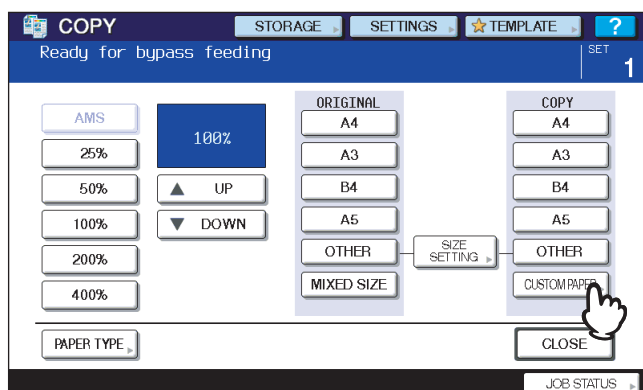 COPY STORAGE SETTINGS TEMPLATE ?
Ready for bypass feeding SET
1
ORIGINAL COPY
AMS 100% A4 A4
25% A3 A3
50% UP B4 B4
100% DOWN A5 A5
200% OTHER SIZE SETTING OTHER
400% MIXED SIZE CUSTOM PAPER
PAPER TYPE CLOSE
JOB STATUS